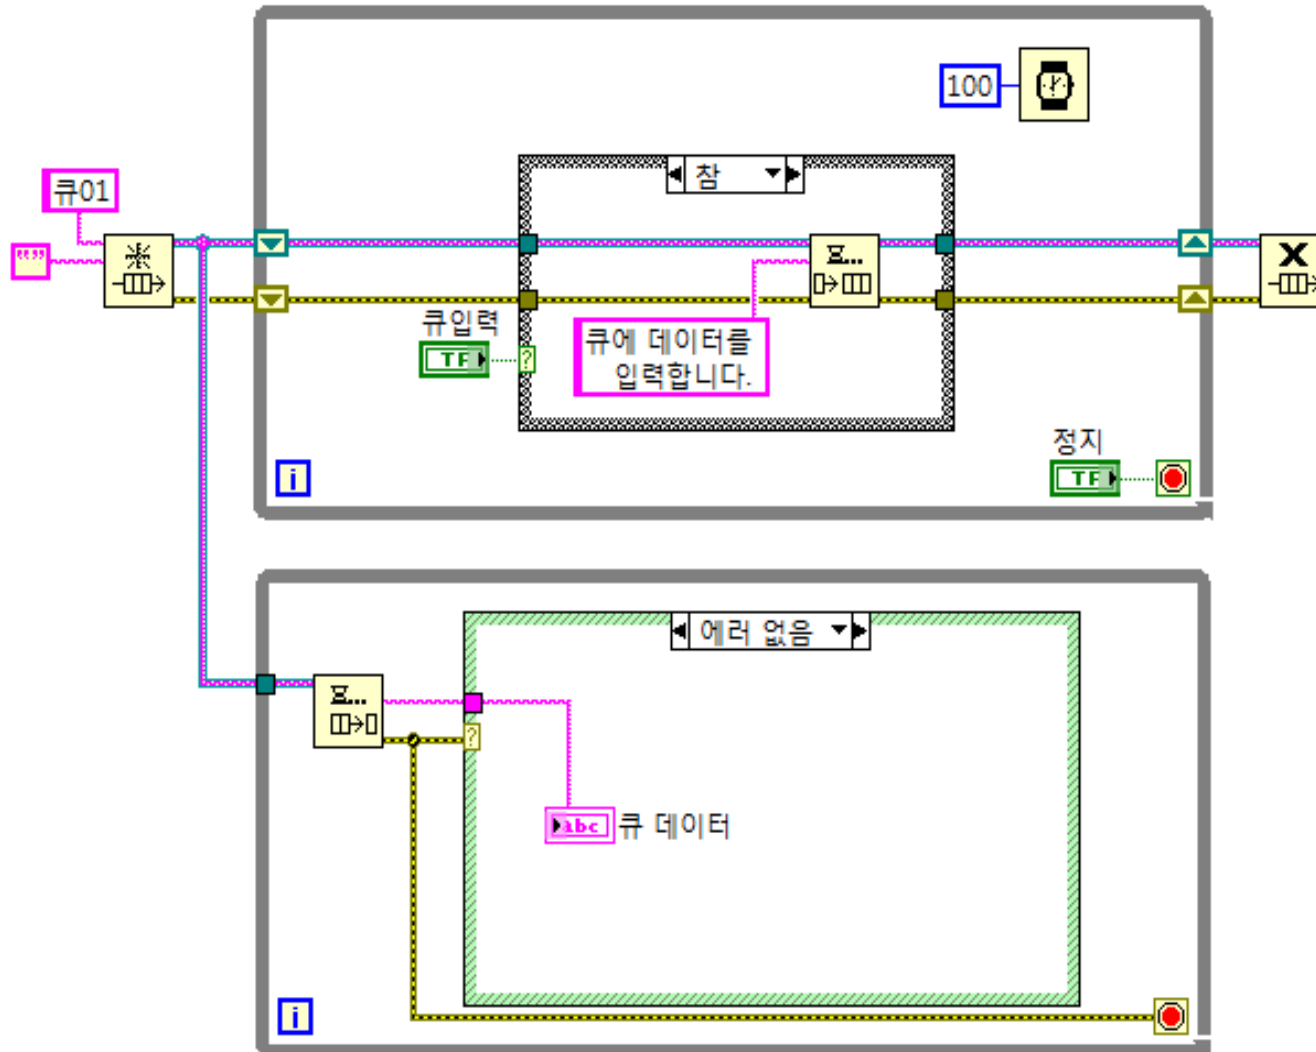 100
참
큐01
""
큐입력
TF
?
큐에 데이터를
입력합니다.
정지
TF
i
에러 없음
?
abc
큐 데이터
i